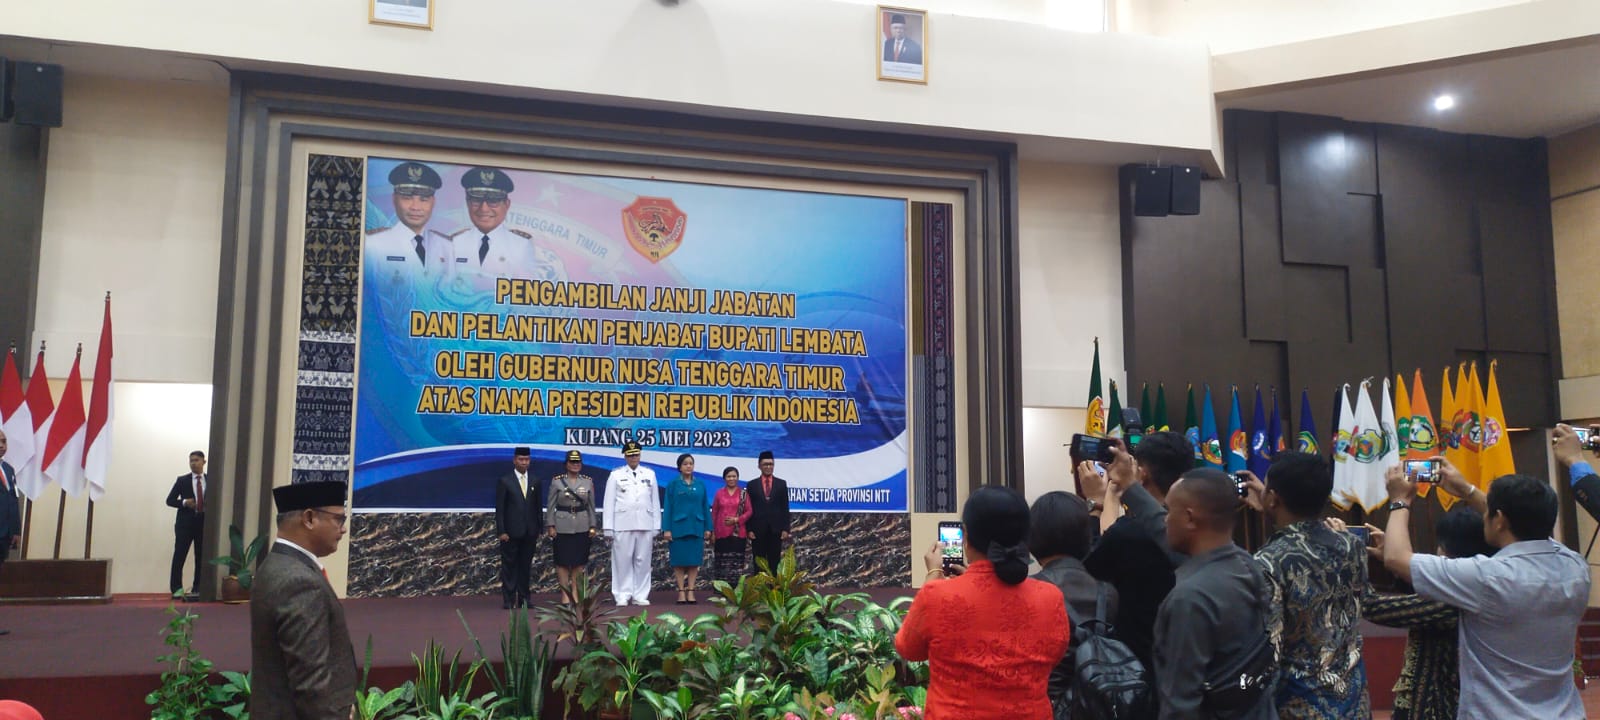 TENGGARA TIMUR
PENGAMBILAN JANJI JABATAN
DAN PELANTIKAN PENJABAT BUPATI LEMBATA
OLEH GUBERNUR NUSA TENGGARA TIMUR
ATAS NAMA PRESIDEN REPUBLIK INDONESIA
KUPANG 25 MEI 2023
AHAN SETDA PROVINSI NTT